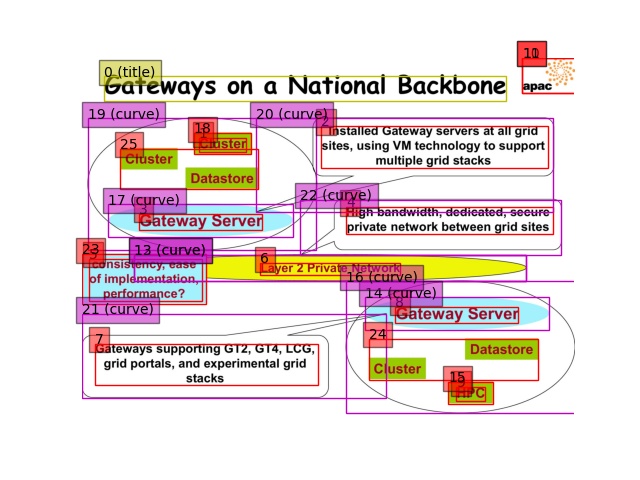 0 (title)
Gateways on a National Backbone
apac
19 (curve)
20 (curve)
18
Cluster
25
Cluster
Datastore
Installed Gateway servers at all grid
sites, using VM technology to support
multiple grid stacks
17 (curve)
22 (curve)
Gateway Server
High bandwidth, dedicated, secure
private network between grid sites
23
13 (curve)
consistency, ease
of implementation,
performance?
6
Layer 2 Private Network
16 (curve)
14 (curve)
21 (curve)
8
Gateway Server
24
Datastore
Cluster
15
HPC
7
Gateways supporting GT2, GT4, LCG,
grid portals, and experimental grid
stacks